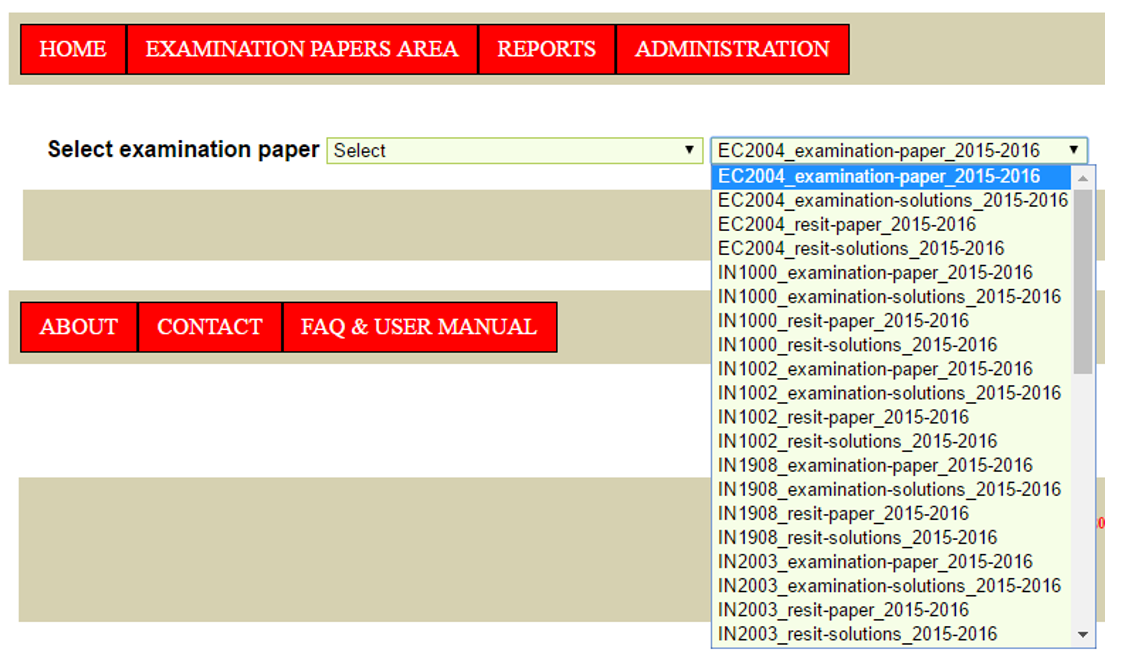 HOME EXAMINATION PAPERS AREA REPORTS ADMINISTRATION
Select examination paper Select EC2004_examination-paper_2015-2016
EC2004_examination-paper_2015-2016
EC2004_examination-solutions_2015-2016
EC2004_resit-paper_2015-2016
EC2004_resit-solutions_2015-2016
IN1000_examination-paper_2015-2016
IN1000_examination-solutions_2015-2016
IN1000_resit-paper_2015-2016
IN1000_resit-solutions_2015-2016
IN1002_examination-paper_2015-2016
IN1002_examination-solutions_2015-2016
IN1002_resit-paper_2015-2016
IN1002_resit-solutions_2015-2016
IN1908_examination-paper_2015-2016
IN1908_examination-solutions_2015-2016
IN1908_resit-paper_2015-2016
IN1908_resit-solutions_2015-2016
IN2003_examination-paper_2015-2016
IN2003_examination-solutions_2015-2016
IN2003_resit-paper_2015-2016
IN2003_resit-solutions_2015-2016
ABOUT CONTACT FAQ & USER MANUAL